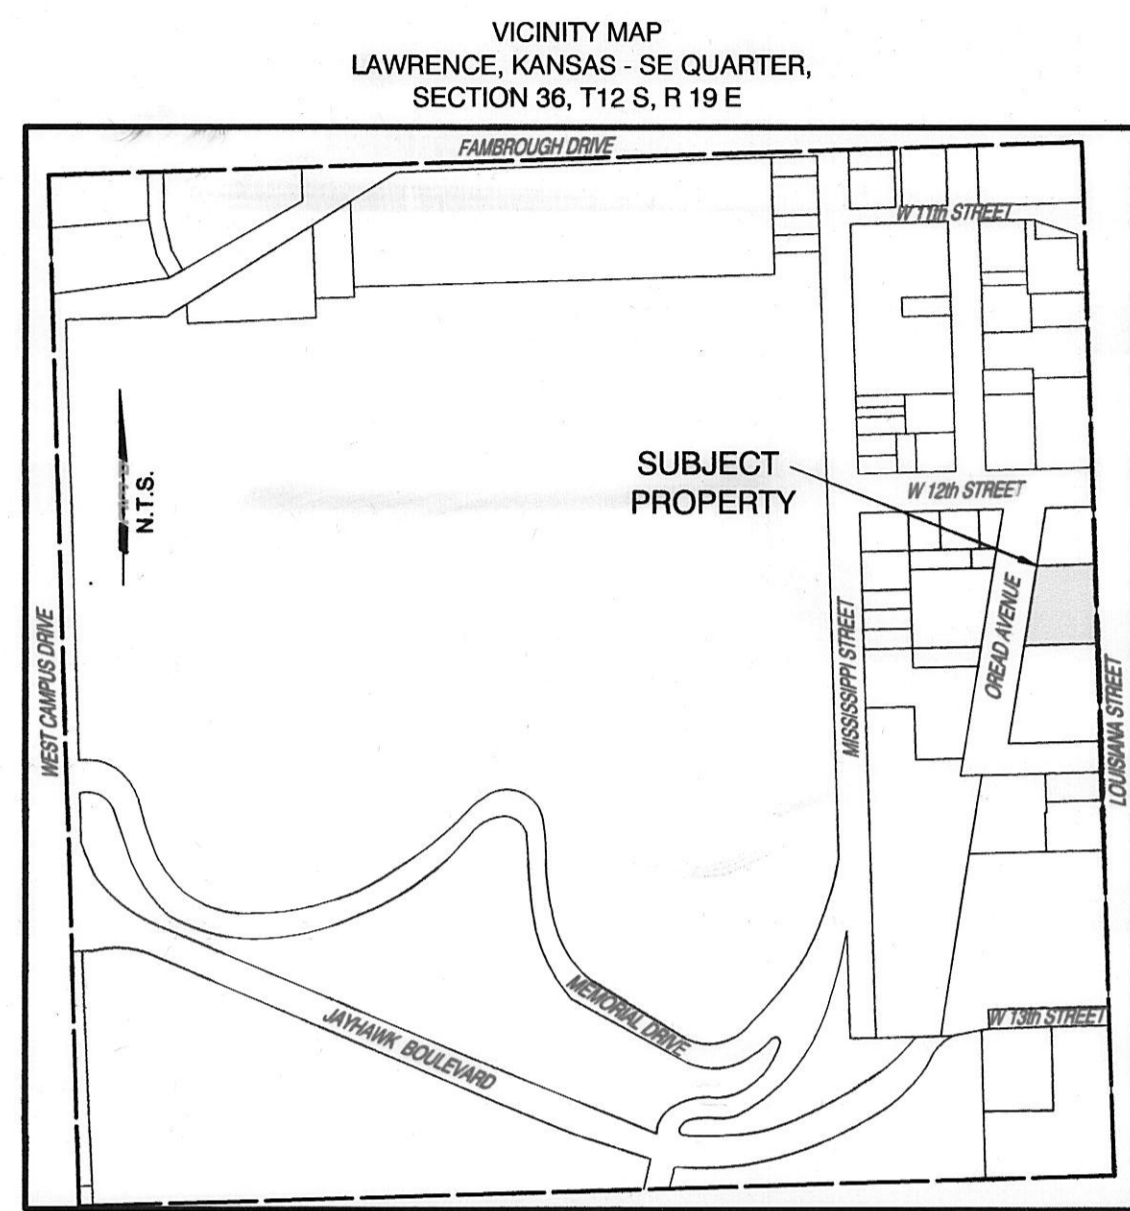 VICINITY MAP
LAWRENCE, KANSAS - SE QUARTER,
SECTION 36, T12 S, R 19 E
FAMBROUGH DRIVE
W 11th STREET
SUBJECT
PROPERTY
W 12th STREET
N.T.S.
OREAD AVENUE
MISSISSIPPI STREET
WEST CAMPUS DRIVE
LOUISIANA STREET
MEMORIAL DRIVE
JAYHAWK BOULEVARD
W 13th STREET